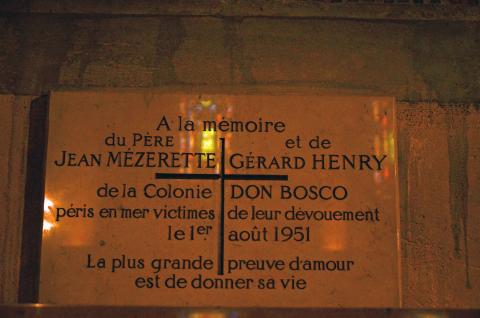 A la mémoire
du PÈRE et de
JEAN MÉZERETTE GÉRARD HENRY
de la Colonie DON BOSCO
péris en mer victimes de leur dévouement
le 1er août 1951
La plus grande preuve d'amour
est de donner sa vie